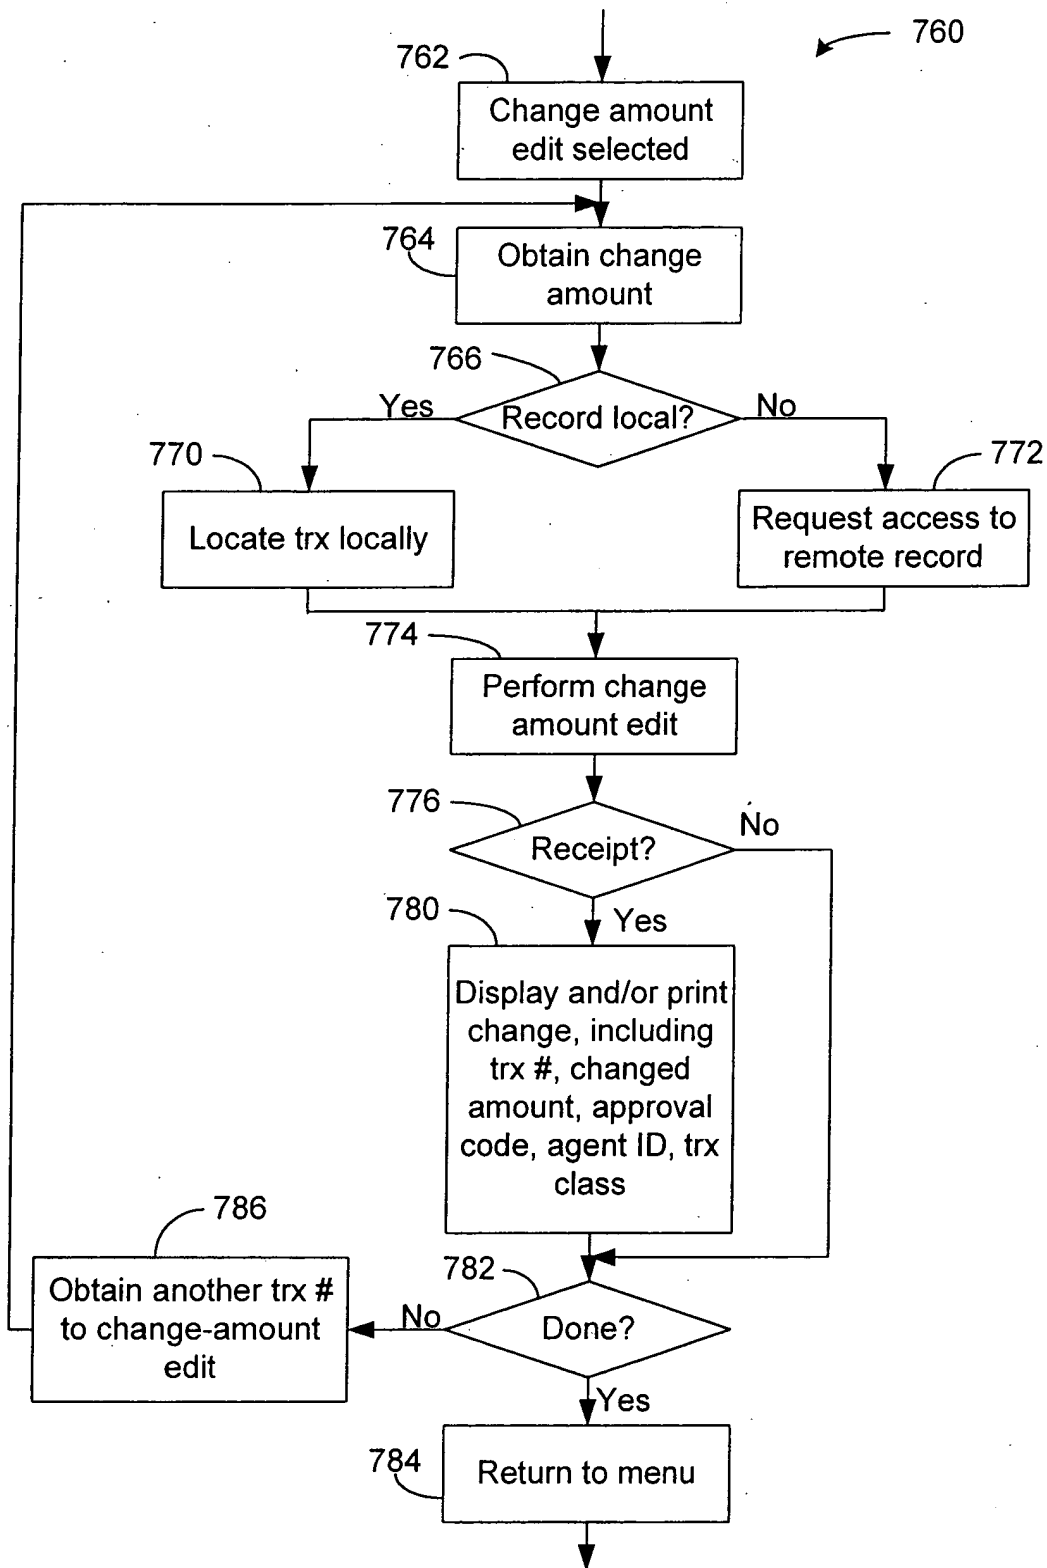 760
762
Change amount
edit selected
764
Obtain change
amount
766
Yes
Record local?
No
770
772
Locate trx locally
Request access to
remote record
774
Perform change
amount edit
776
Receipt?
No
780
Yes
Display and/or print
change, including
trx #, changed
amount, approval
code, agent ID, trx
class
786
782
Obtain another trx #
to change-amount
edit
No
Done?
Yes
784
Return to menu